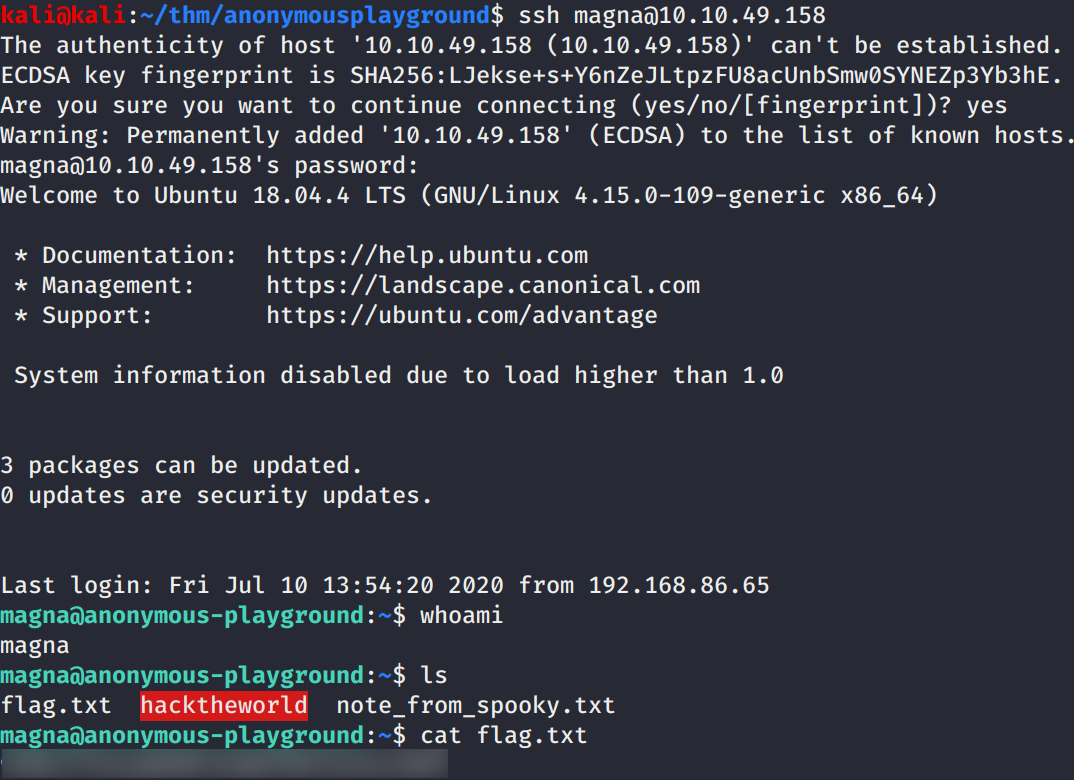 kali@kali:~/thm/anonymousplayground$ ssh magna@10.10.49.158
The authenticity of host '10.10.49.158 (10.10.49.158)' can't be established.
ECDSA key fingerprint is SHA256:LJekse+s+Y6nZeJLtpzFU8acUnbSmw0SYNEZp3Yb3hE.
Are you sure you want to continue connecting (yes/no/[fingerprint])? yes
Warning: Permanently added '10.10.49.158' (ECDSA) to the list of known hosts.
magna@10.10.49.158's password:
Welcome to Ubuntu 18.04.4 LTS (GNU/Linux 4.15.0-109-generic x86_64)
* Documentation:  https://help.ubuntu.com
* Management:     https://landscape.canonical.com
* Support:        https://ubuntu.com/advantage
System information disabled due to load higher than 1.0
3 packages can be updated.
0 updates are security updates.
Last login: Fri Jul 10 13:54:20 2020 from 192.168.86.65
magna@anonymous-playground:~$ whoami
magna
magna@anonymous-playground:~$ ls
flag.txt  hacktheworld  note_from_spooky.txt
magna@anonymous-playground:~$ cat flag.txt